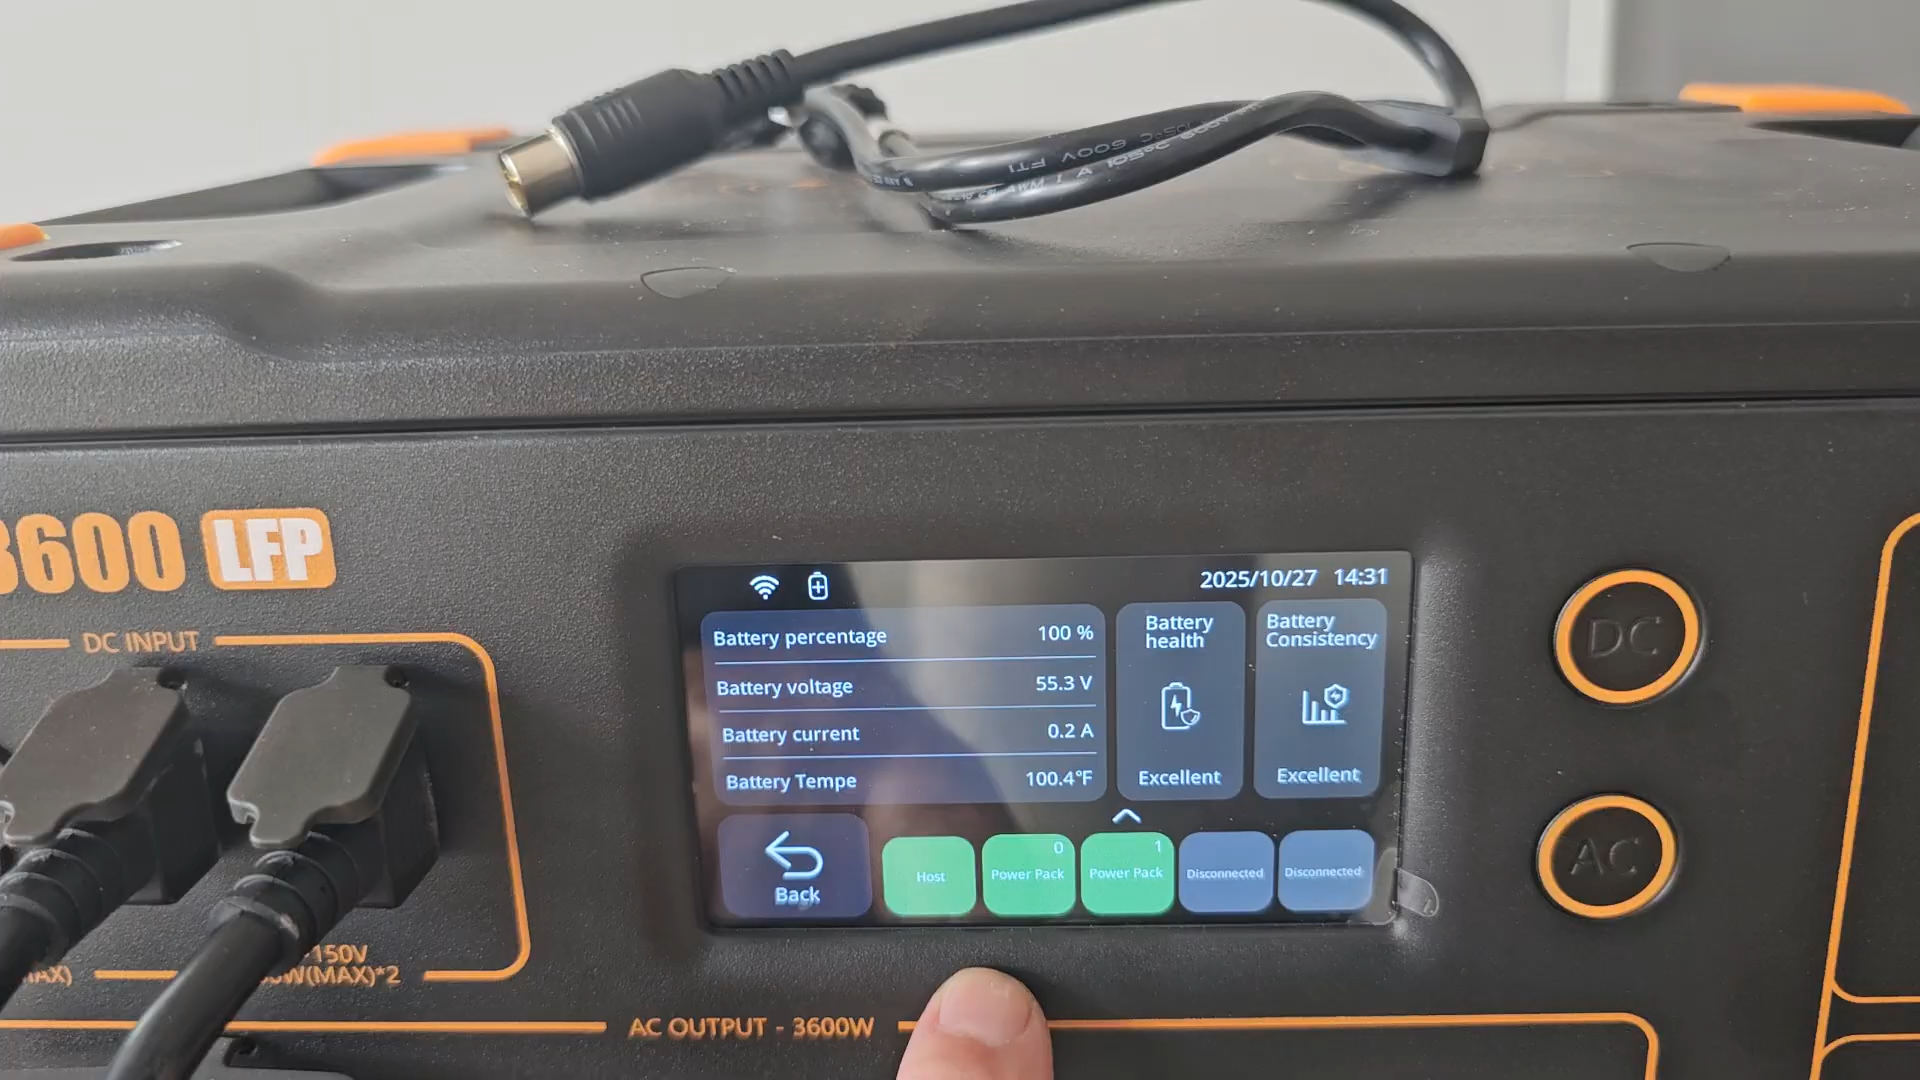 600V FT1
3600 LFP
DC INPUT
150V
W(MAX)*2
AC OUTPUT - 3600W
2025/10/27 14:31
Battery percentage 100 %
Battery voltage 55.3 V
Battery current 0.2 A
Battery Tempe 100.4°F
Battery health
Excellent
Battery Consistency
Excellent
Back
Host
0
Power Pack
1
Power Pack
Disconnected
Disconnected
DC
AC